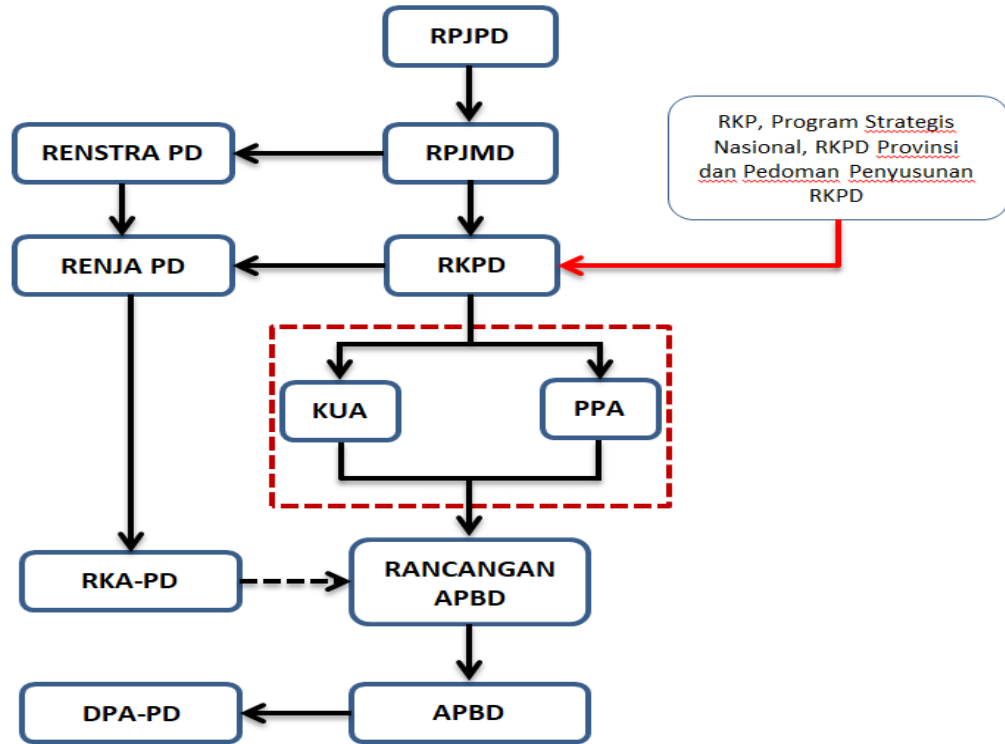 RPJPD
RENSTRA PD
RPJMD
RKP, Program Strategis
Nasional, RKPD Provinsi
dan Pedoman Penyusunan
RKPD
RENJA PD
RKPD
KUA
PPA
RKA-PD
RANCANGAN
APBD
DPA-PD
APBD